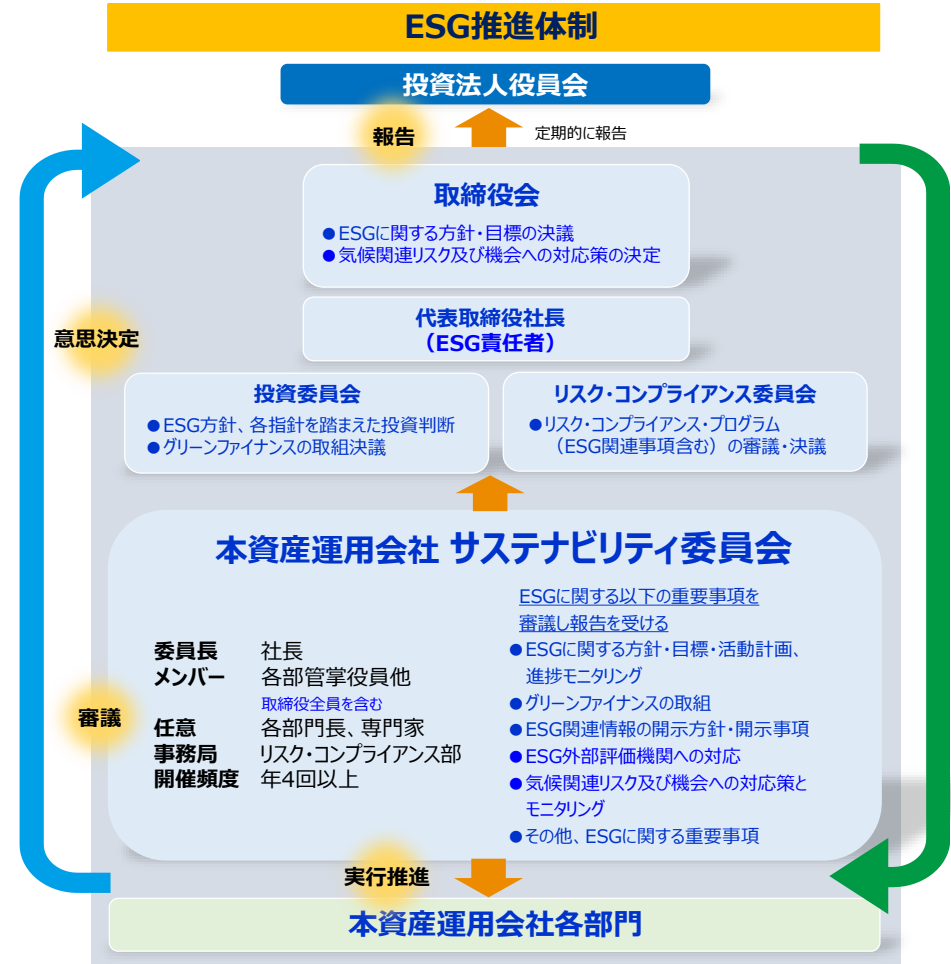 ESG推進体制
投資法人役員会
報告
定期的に報告
取締役会
●ESGに関する方針・目標の決議
●気候関連リスク及び機会への対応策の決定
意思決定
代表取締役社長
（ESG責任者）
投資委員会
●ESG方針、各指針を踏まえた投資判断
●グリーンファイナンスの取組決議
リスク・コンプライアンス委員会
●リスク・コンプライアンス・プログラム
（ESG関連事項含む）の審議・決議
本資産運用会社 サステナビリティ委員会
審議
委員長 社長
メンバー 各部管掌役員他
取締役全員を含む
任意 各部門長、専門家
事務局 リスク・コンプライアンス部
開催頻度 年4回以上
ESGに関する以下の重要事項を
審議し報告を受ける
●ESGに関する方針・目標・活動計画、
進捗モニタリング
●グリーンファイナンスの取組
●ESG関連情報の開示方針・開示事項
●ESG外部評価機関への対応
●気候関連リスク及び機会への対応策と
モニタリング
●その他、ESGに関する重要事項
実行推進
本資産運用会社各部門